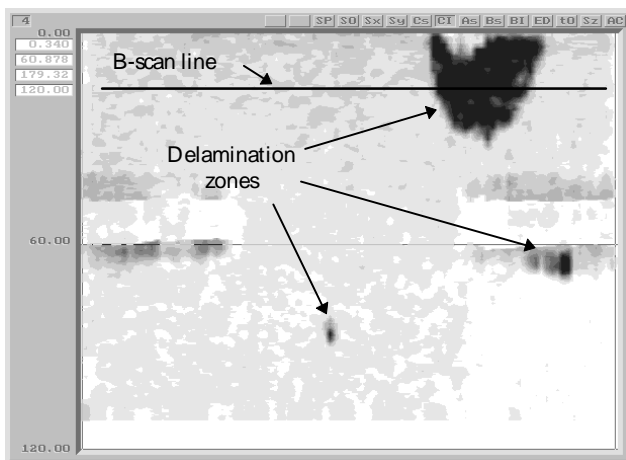 4
SP SO Sx Sy Cs CI As Bs BI ED tO Sz AC
0.00
0.340
60.878
179.32
120.00
B-scan line
Delamination
zones
60.00
120.00